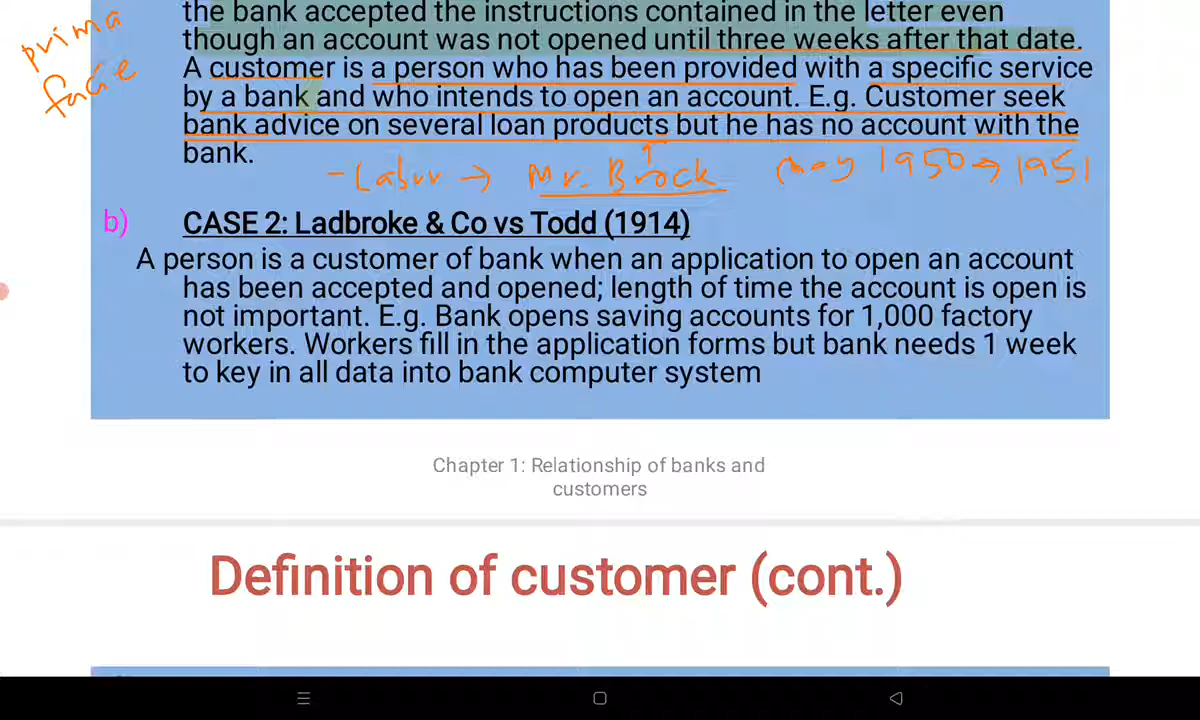 prima
facie
the bank accepted the instructions contained in the letter even
though an account was not opened until three weeks after that date.
A customer is a person who has been provided with a specific service
by a bank and who intends to open an account. E.g. Customer seek
bank advice on several loan products but he has no account with the
bank.
- Labur → Mr. Brock may 1950 → 1951
b) CASE 2: Ladbroke & Co vs Todd (1914)
A person is a customer of bank when an application to open an account
has been accepted and opened; length of time the account is open is
not important. E.g. Bank opens saving accounts for 1,000 factory
workers. Workers fill in the application forms but bank needs 1 week
to key in all data into bank computer system
Chapter 1: Relationship of banks and
customers
Definition of customer (cont.)